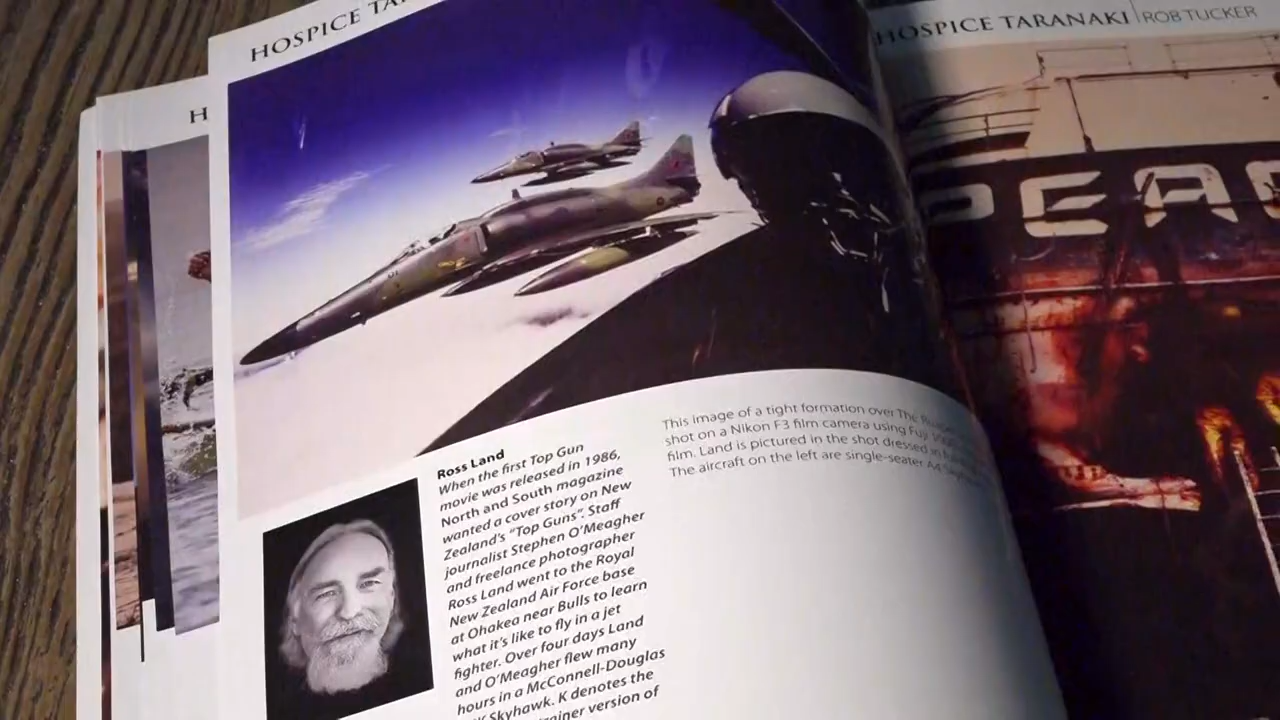 HOSPICE
H
Ross Land
When the first Top Gun
movie was released in 1986,
North and South magazine
wanted a cover story on New
Zealand's "Top Guns". Staff
journalist Stephen O'Meagher
and freelance photographer
Ross Land went to the Royal
New Zealand Air Force base
at Ohakea near Bulls to learn
what it's like to fly in a jet
fighter. Over four days Land
and O'Meagher flew many
hours in a McConnell-Douglas
Skyhawk. K denotes the
version of
This image of a tight formation over The
shot on a Nikon F3 film camera using Fuji
film. Land is pictured in the shot dressed in
The aircraft on the left are single-seater A4
HOSPICE TARANAKI | ROB TUCKER
PEA